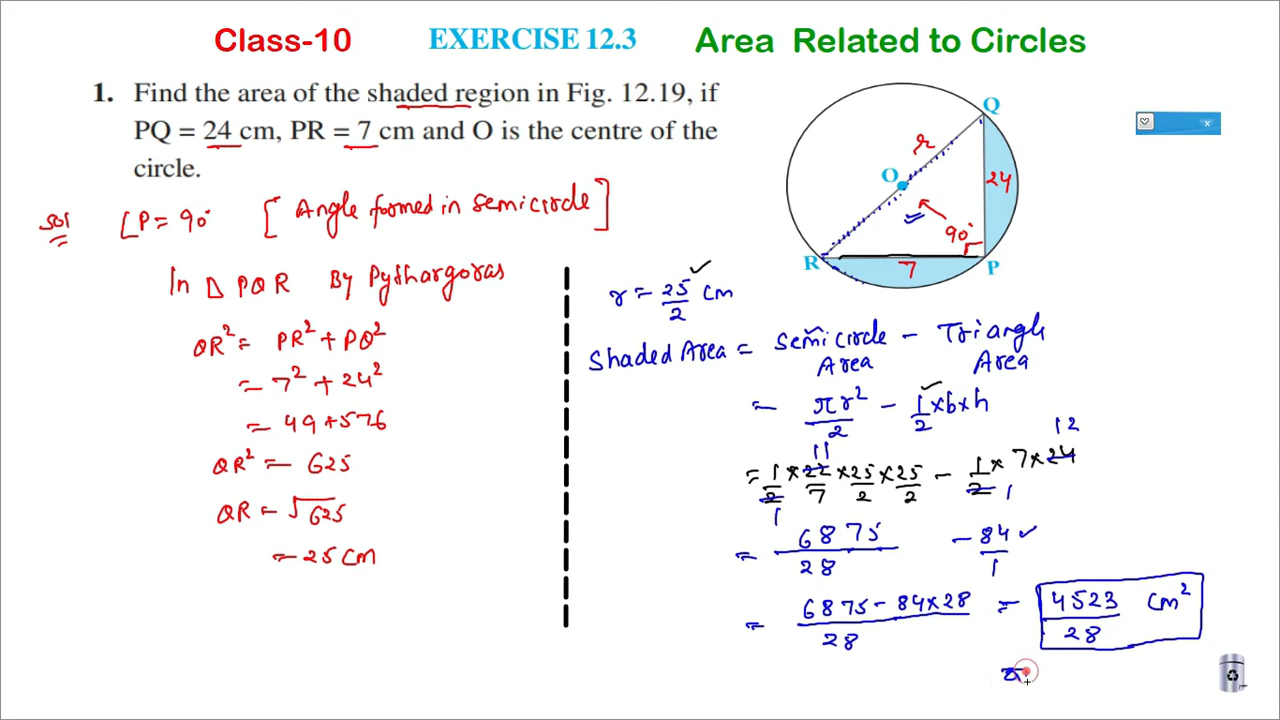 Class-10 EXERCISE 12.3 Area Related to Circles
1. Find the area of the shaded region in Fig. 12.19, if
PQ = 24 cm, PR = 7 cm and O is the centre of the
circle.
Sol ∠P = 90° [Angle formed in semicircle]
In △ PQR By Pythargoras
QR² = PR² + PQ²
= 7² + 24²
= 49 + 576
QR² = 625
QR = √625
= 25 cm
Q
r
O
24
90°
R
7
P
r = 25/2 cm
Shaded Area = Semicircle Area – Triangle Area
= πr²/2 – 1/2 × b × h
11 12
= 1/2 × 22/7 × 25/2 × 25/2 – 1/2 × 7 × 24
1 1
= 6875/28 – 84/1
= 6875 – 84×28/28 = 4523/28 cm²